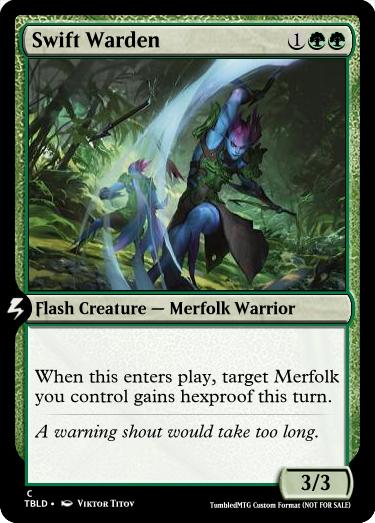 Swift Warden 1
Flash Creature — Merfolk Warrior
When this enters play, target Merfolk
you control gains hexproof this turn.
A warning shout would take too long.
3/3
C
TBLD • Viktor Titov
TumbledMTG Custom Format (NOT FOR SALE)